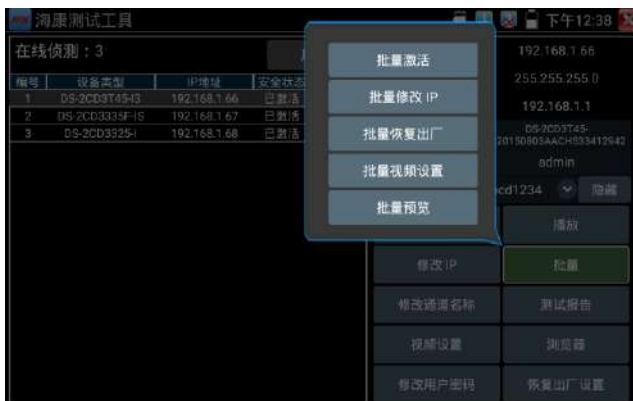 海康测试工具
下午12:38
在线侦测：3
编号 设备类型 IP地址 安全状态
1 DS-2CD3T45-I3 192.168.1.66 已激活
2 DS-2CD3335F-IS 192.168.1.67 已激活
3 DS-2CD3325-I 192.168.1.68 已激活
批量激活
批量修改 IP
批量恢复出厂
批量视频设置
批量预览
192.168.1.66
255.255.255.0
192.168.1.1
DS-2CD3T45-
20150803AACH533412942
admin
cd1234 隐藏
播放
修改 IP 批量
修改通道名称 测试报告
视频设置 浏览器
修改用户密码 恢复出厂设置